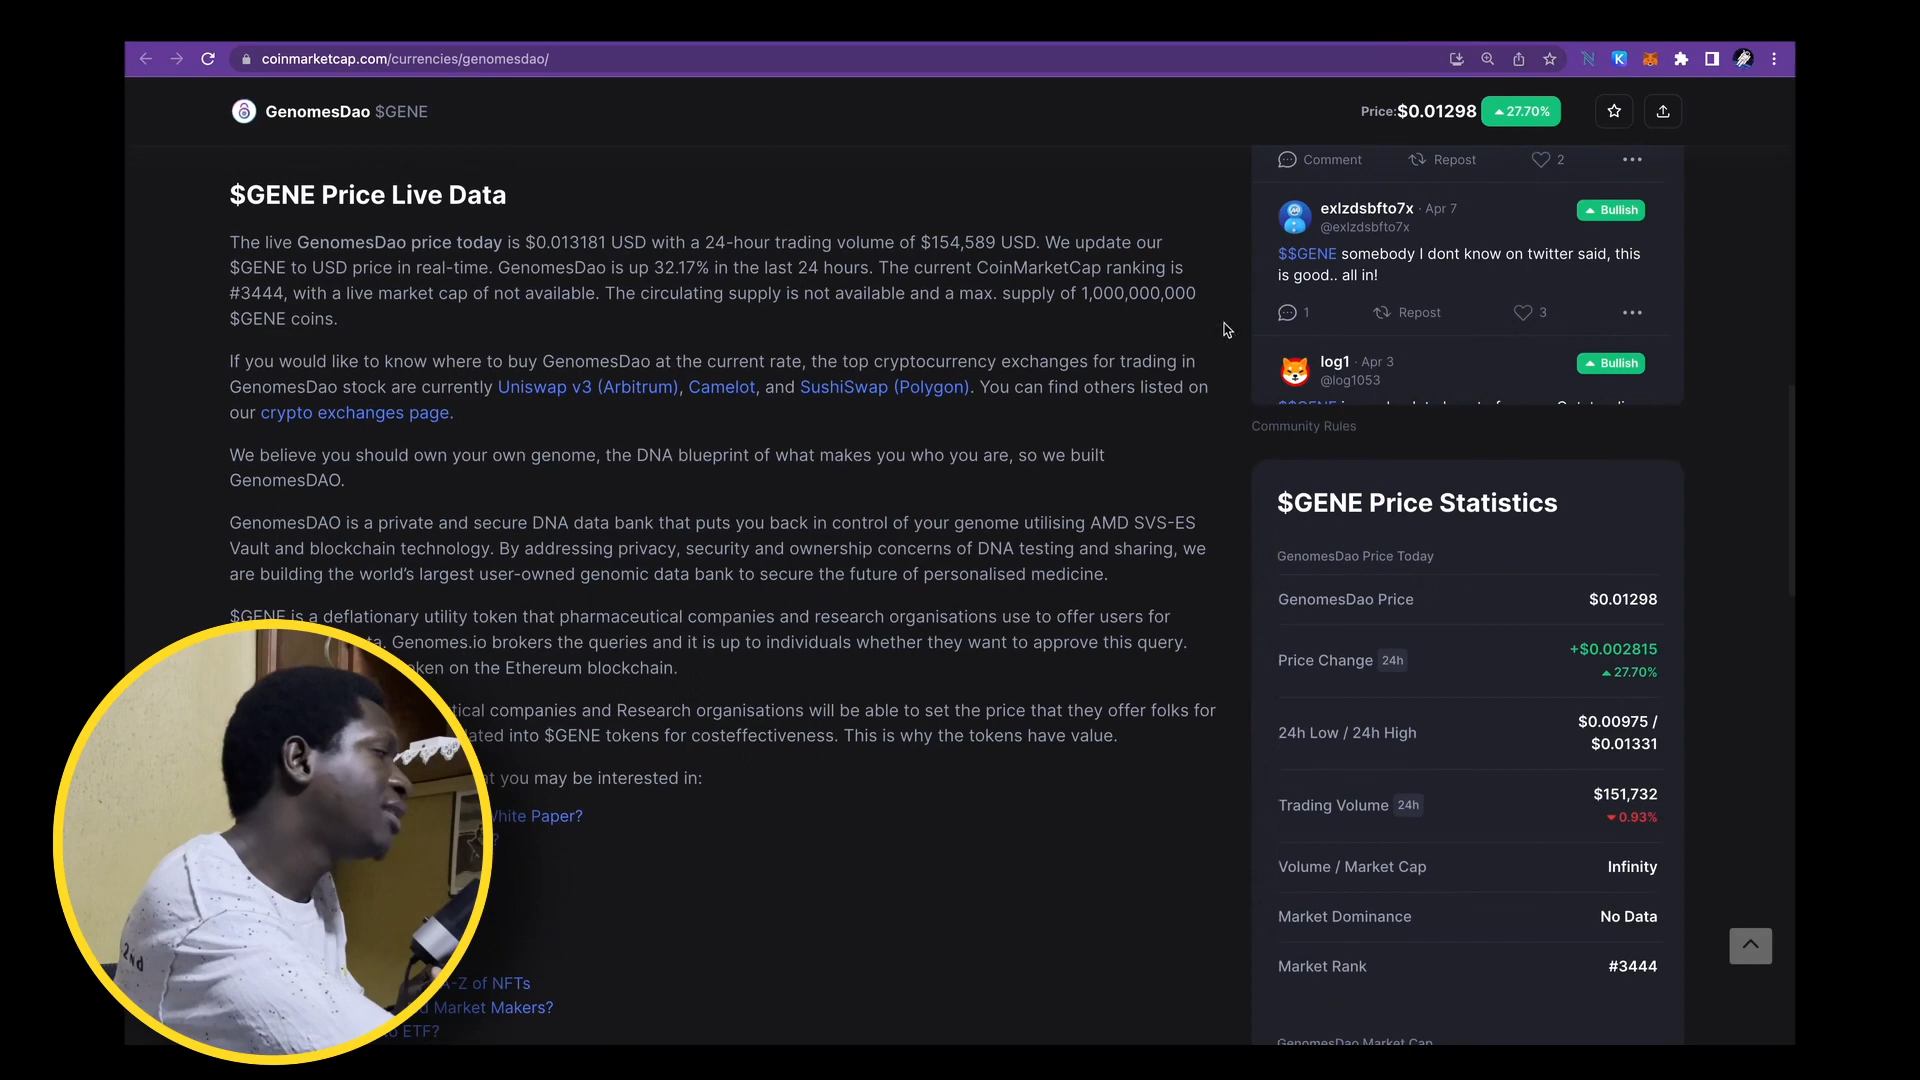 coinmarketcap.com/currencies/genomesdao/
GenomesDao $GENE
Price:$0.01298 27.70%
$GENE Price Live Data
The live GenomesDao price today is $0.013181 USD with a 24-hour trading volume of $154,589 USD. We update our
$GENE to USD price in real-time. GenomesDao is up 32.17% in the last 24 hours. The current CoinMarketCap ranking is
#3444, with a live market cap of not available. The circulating supply is not available and a max. supply of 1,000,000,000
$GENE coins.
If you would like to know where to buy GenomesDao at the current rate, the top cryptocurrency exchanges for trading in
GenomesDao stock are currently Uniswap v3 (Arbitrum), Camelot, and SushiSwap (Polygon). You can find others listed on
our crypto exchanges page.
We believe you should own your own genome, the DNA blueprint of what makes you who you are, so we built
GenomesDAO.
GenomesDAO is a private and secure DNA data bank that puts you back in control of your genome utilising AMD SVS-ES
Vault and blockchain technology. By addressing privacy, security and ownership concerns of DNA testing and sharing, we
are building the world's largest user-owned genomic data bank to secure the future of personalised medicine.
$GENE is a deflationary utility token that pharmaceutical companies and research organisations use to offer users for
Genomes.io brokers the queries and it is up to individuals whether they want to approve this query.
on the Ethereum blockchain.
companies and Research organisations will be able to set the price that they offer folks for
into $GENE tokens for costeffectiveness. This is why the tokens have value.
you may be interested in:
White Paper?
?
A-Z of NFTs
Market Makers?
ETF?
2nd
Comment Repost 2
exlzdsbfto7x · Apr 7 Bullish
@exlzdsbfto7x
$$GENE somebody I dont know on twitter said, this
is good.. all in!
1 Repost 3
log1 · Apr 3 Bullish
@log1053
$$GENE
Community Rules
$GENE Price Statistics
GenomesDao Price Today
GenomesDao Price $0.01298
Price Change 24h +$0.002815
27.70%
24h Low / 24h High $0.00975 /
$0.01331
Trading Volume 24h $151,732
0.93%
Volume / Market Cap Infinity
Market Dominance No Data
Market Rank #3444
GenomesDao Market Cap